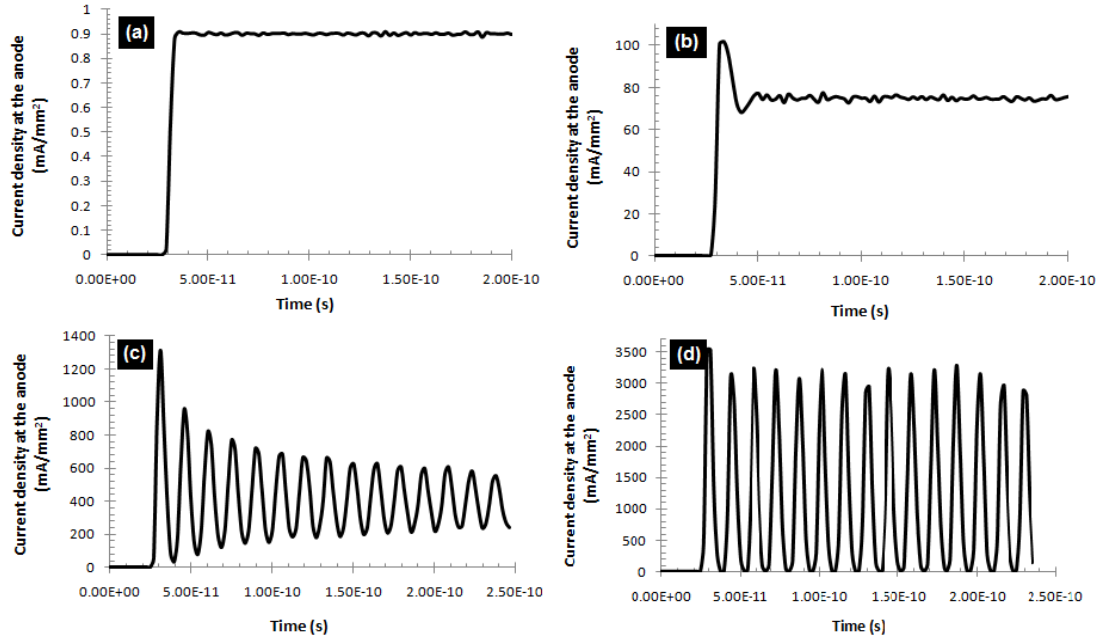 (a)
Current density at the anode
(mA/mm²)
1
0.9
0.8
0.7
0.6
0.5
0.4
0.3
0.2
0.1
0
0.00E+00 5.00E-11 1.00E-10 1.50E-10 2.00E-10
Time (s)
(b)
Current density at the anode
(mA/mm²)
100
80
60
40
20
0
0.00E+00 5.00E-11 1.00E-10 1.50E-10 2.00E-10
Time (s)
(c)
Current density at the anode
(mA/mm²)
1400
1200
1000
800
600
400
200
0
0.00E+00 5.00E-11 1.00E-10 1.50E-10 2.00E-10 2.50E-10
Time (s)
(d)
Current density at the anode
(mA/mm²)
3500
3000
2500
2000
1500
1000
500
0
0.00E+00 5.00E-11 1.00E-10 1.50E-10 2.00E-10 2.50E-10
Time (s)